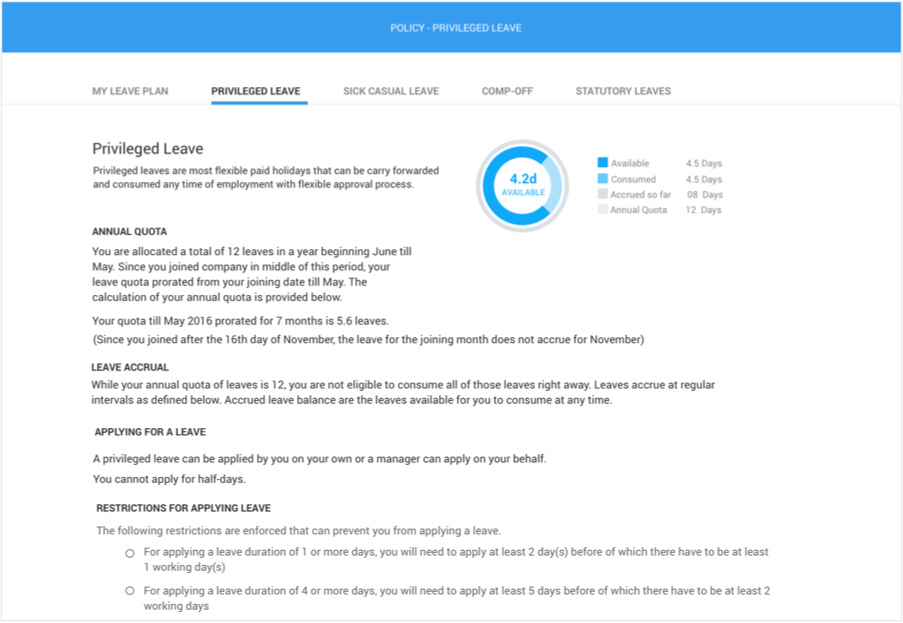 POLICY - PRIVILEGED LEAVE
MY LEAVE PLAN
PRIVILEGED LEAVE
SICK CASUAL LEAVE
COMP-OFF
STATUTORY LEAVES
Privileged Leave
Privileged leaves are most flexible paid holidays that can be carry forwarded
and consumed any time of employment with flexible approval process.
4.2d
AVAILABLE
Available 4.5 Days
Consumed 4.5 Days
Accrued so far 08 Days
Annual Quota 12 Days
ANNUAL QUOTA
You are allocated a total of 12 leaves in a year beginning June till
May. Since you joined company in middle of this period, your
leave quota prorated from your joining date till May. The
calculation of your annual quota is provided below.
Your quota till May 2016 prorated for 7 months is 5.6 leaves.
(Since you joined after the 16th day of November, the leave for the joining month does not accrue for November)
LEAVE ACCRUAL
While your annual quota of leaves is 12, you are not eligible to consume all of those leaves right away. Leaves accrue at regular
intervals as defined below. Accrued leave balance are the leaves available for you to consume at any time.
APPLYING FOR A LEAVE
A privileged leave can be applied by you on your own or a manager can apply on your behalf.
You cannot apply for half-days.
RESTRICTIONS FOR APPLYING LEAVE
The following restrictions are enforced that can prevent you from applying a leave.
For applying a leave duration of 1 or more days, you will need to apply at least 2 day(s) before of which there have to be at least
1 working day(s)
For applying a leave duration of 4 or more days, you will need to apply at least 5 days before of which there have to be at least 2
working days